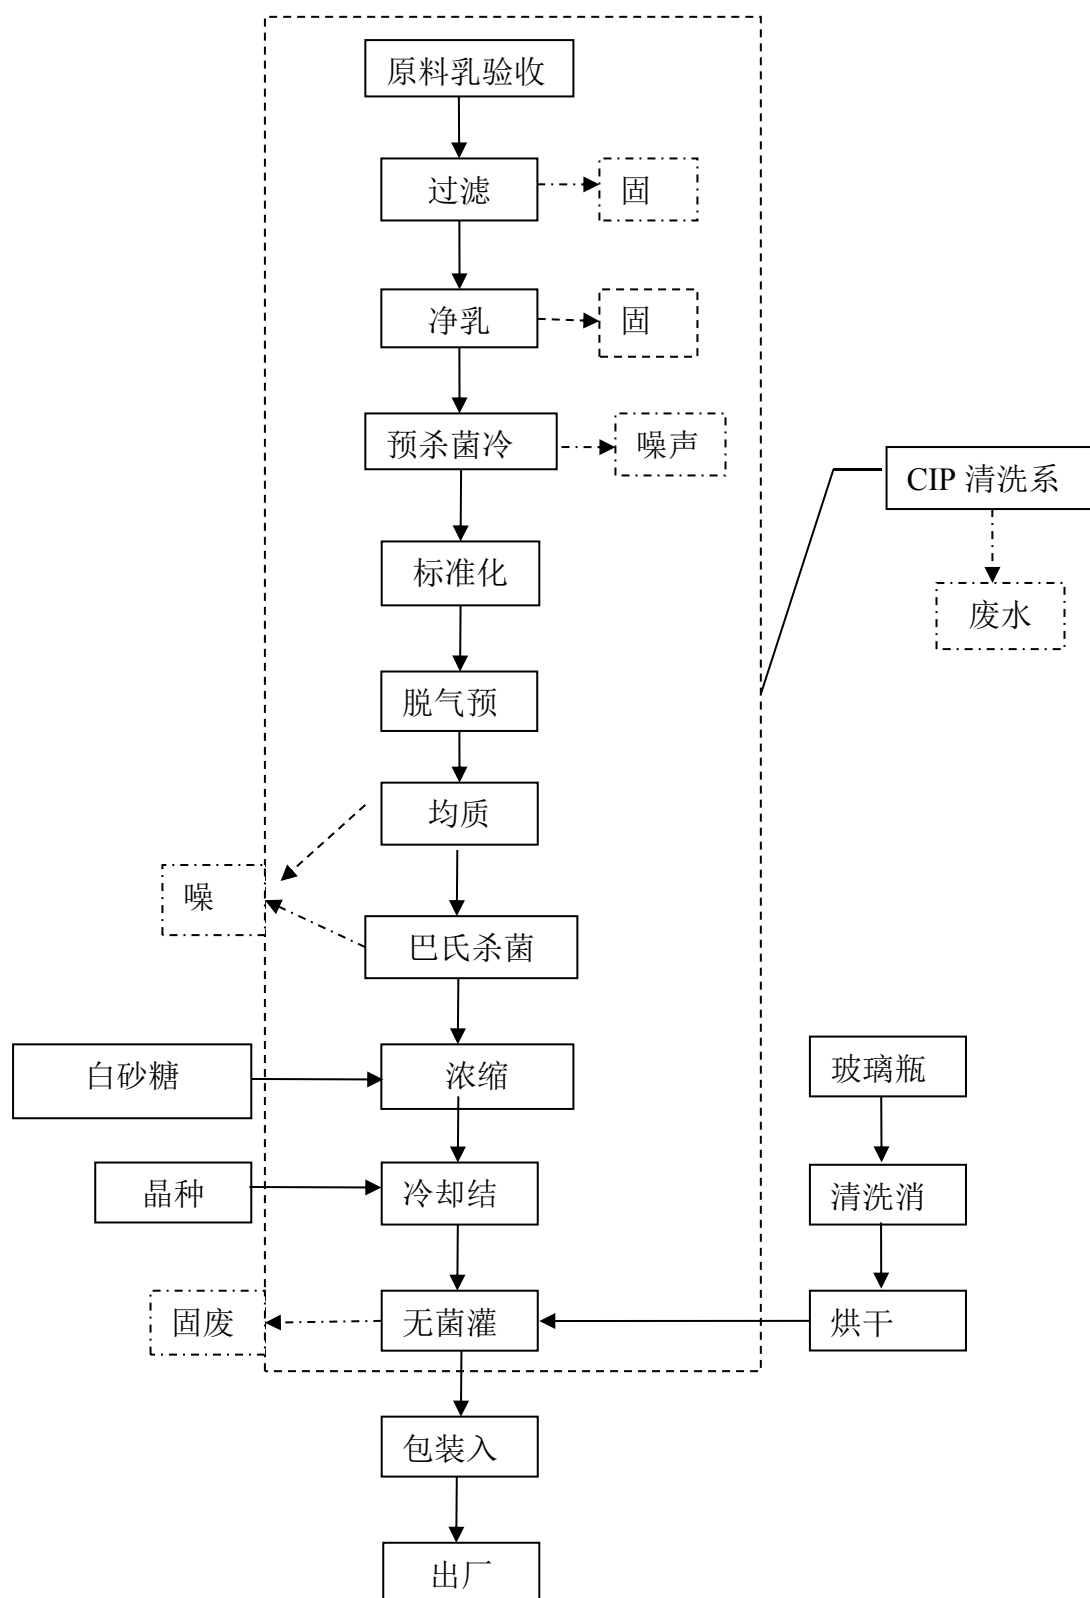 原料乳验收
过滤
固
净乳
固
预杀菌冷
噪声
CIP 清洗系
标准化
废水
脱气预
均质
噪
巴氏杀菌
白砂糖
浓缩
玻璃瓶
晶种
冷却结
清洗消
固废
无菌灌
烘干
包装入
出厂